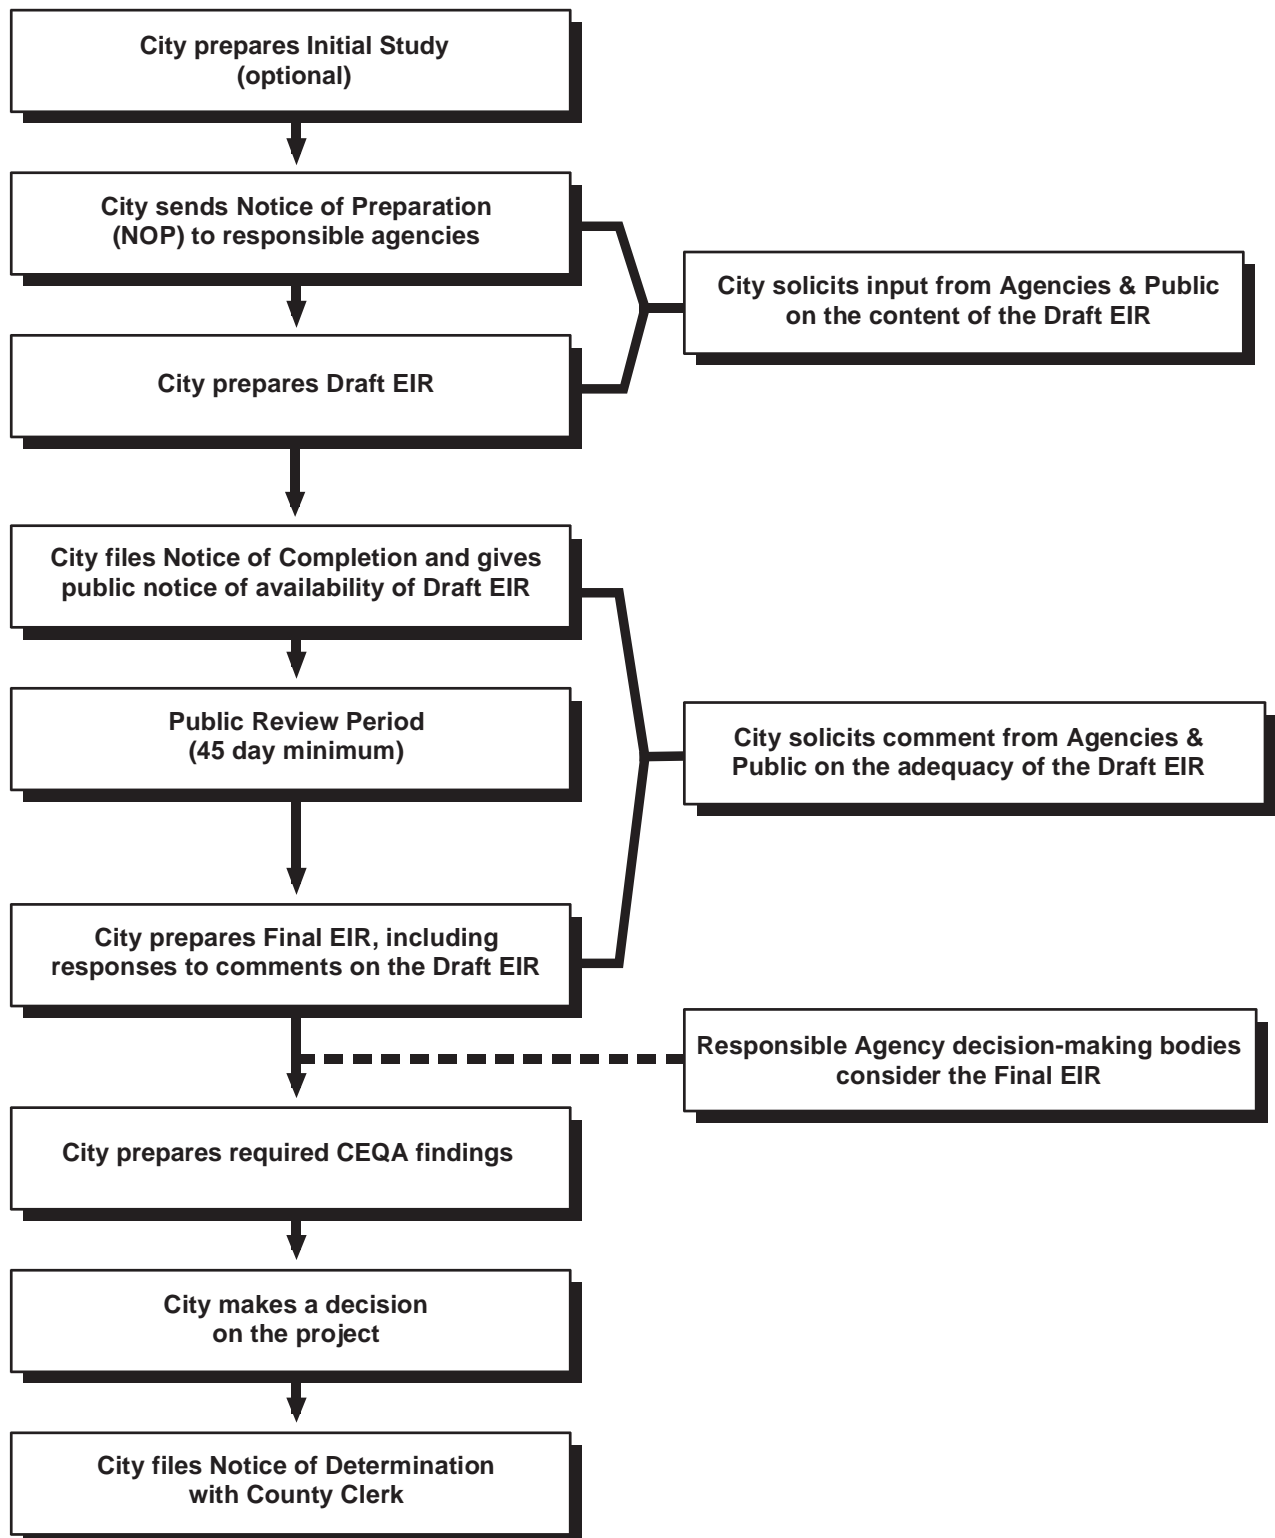 City prepares Initial Study
(optional)
City sends Notice of Preparation
(NOP) to responsible agencies
City solicits input from Agencies & Public
on the content of the Draft EIR
City prepares Draft EIR
City files Notice of Completion and gives
public notice of availability of Draft EIR
Public Review Period
(45 day minimum)
City solicits comment from Agencies &
Public on the adequacy of the Draft EIR
City prepares Final EIR, including
responses to comments on the Draft EIR
Responsible Agency decision-making bodies
consider the Final EIR
City prepares required CEQA findings
City makes a decision
on the project
City files Notice of Determination
with County Clerk